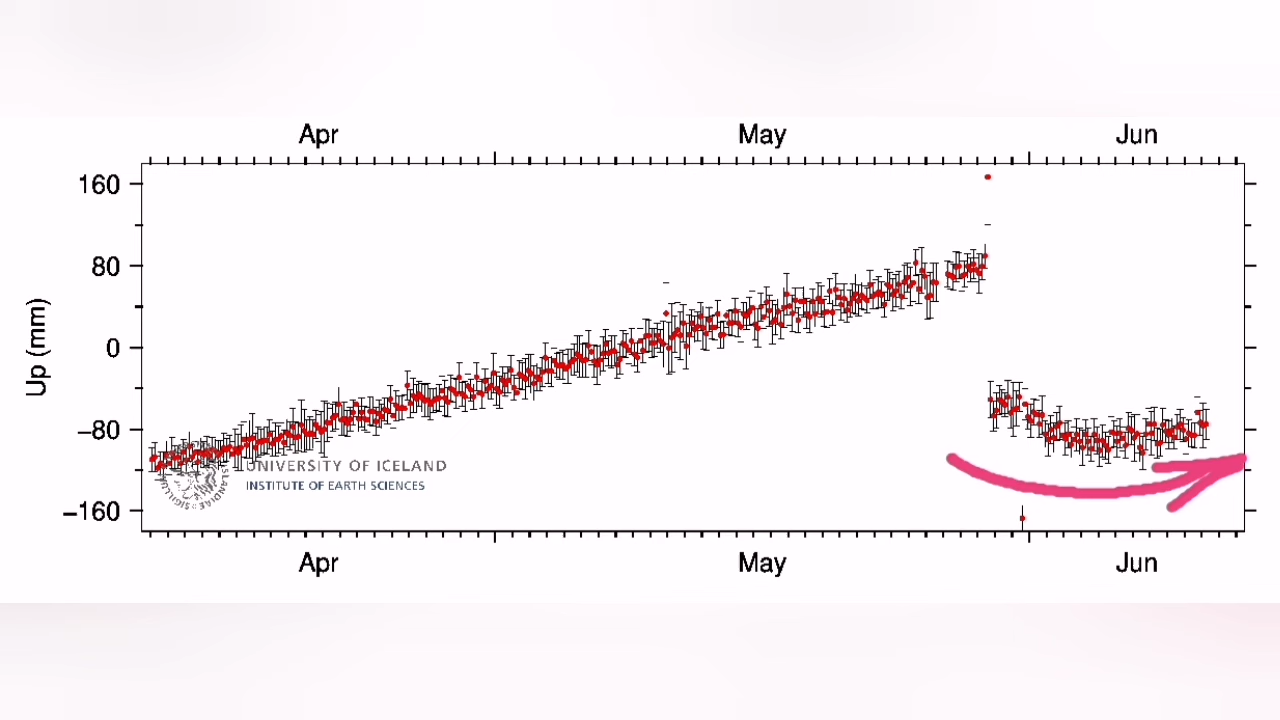 Apr May Jun
160
80
0
−80
−160
Up (mm)
UNIVERSITY OF ICELAND
INSTITUTE OF EARTH SCIENCES
Apr May Jun